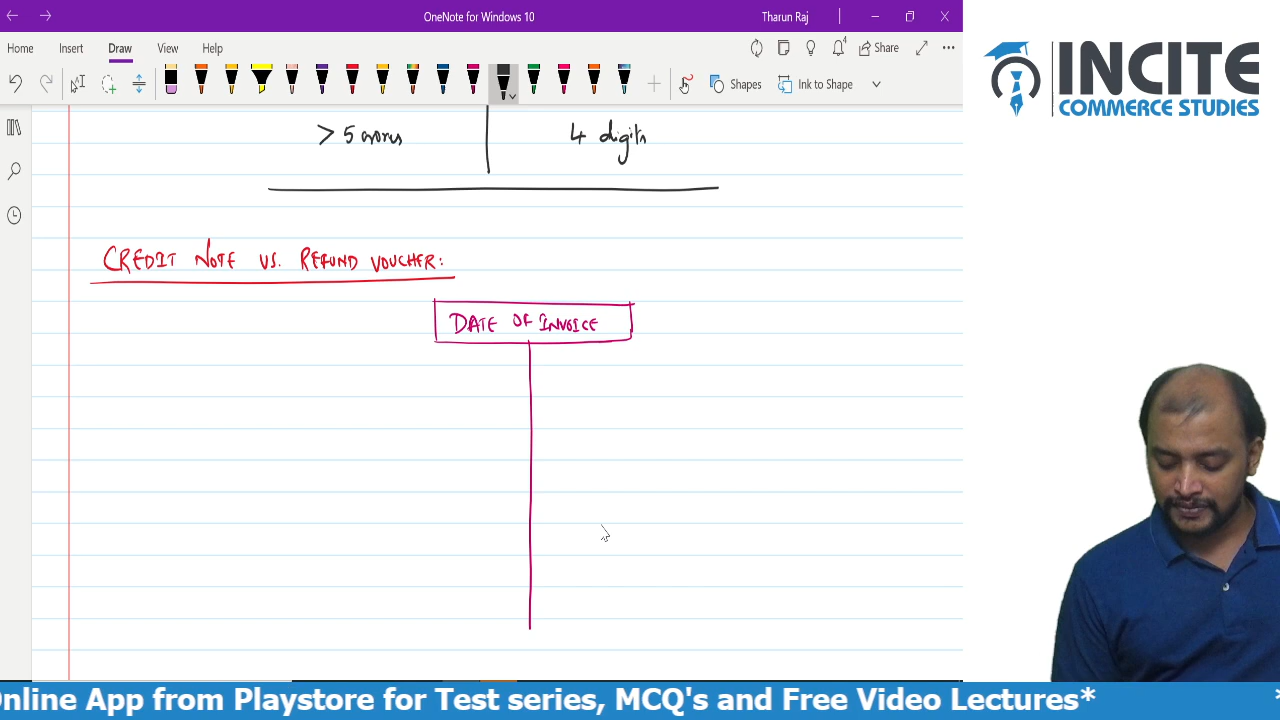 OneNote for Windows 10
Tharun Raj
Home Insert Draw View Help
4
Share
Shapes
Ink to Shape
INCITE
COMMERCE STUDIES
> 5 crores
4 digits
CREDIT NOTE VS. REFUND VOUCHER:
DATE OF INVOICE
Online App from Playstore for Test series, MCQ's and Free Video Lectures*